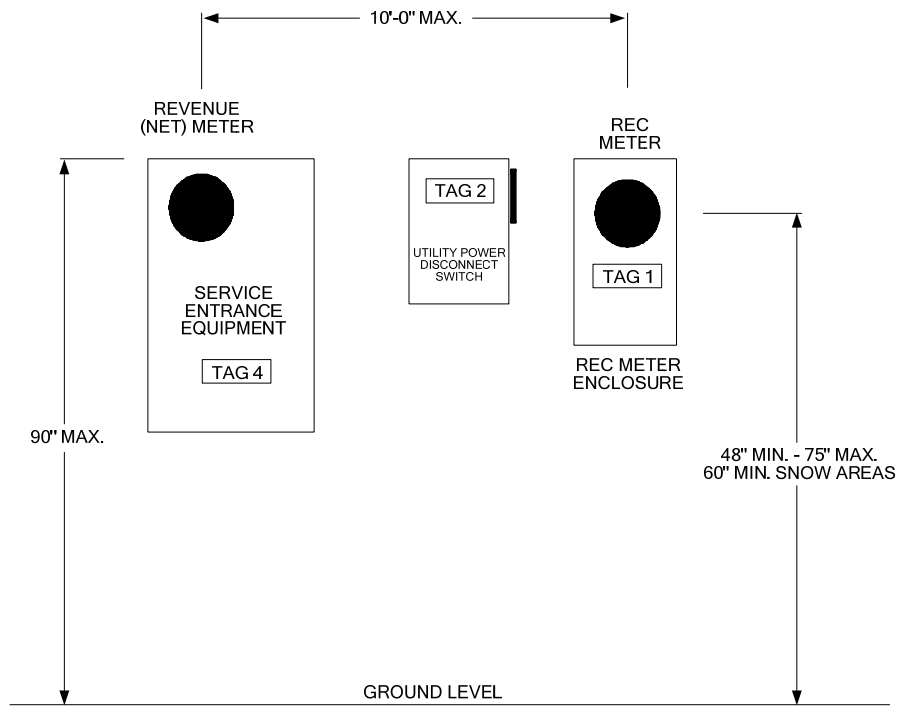 10'-0" MAX.
REVENUE
(NET) METER
REC
METER
TAG 2
UTILITY POWER
DISCONNECT
SWITCH
TAG 1
SERVICE
ENTRANCE
EQUIPMENT
TAG 4
REC METER
ENCLOSURE
90" MAX.
48" MIN. - 75" MAX.
60" MIN. SNOW AREAS
GROUND LEVEL